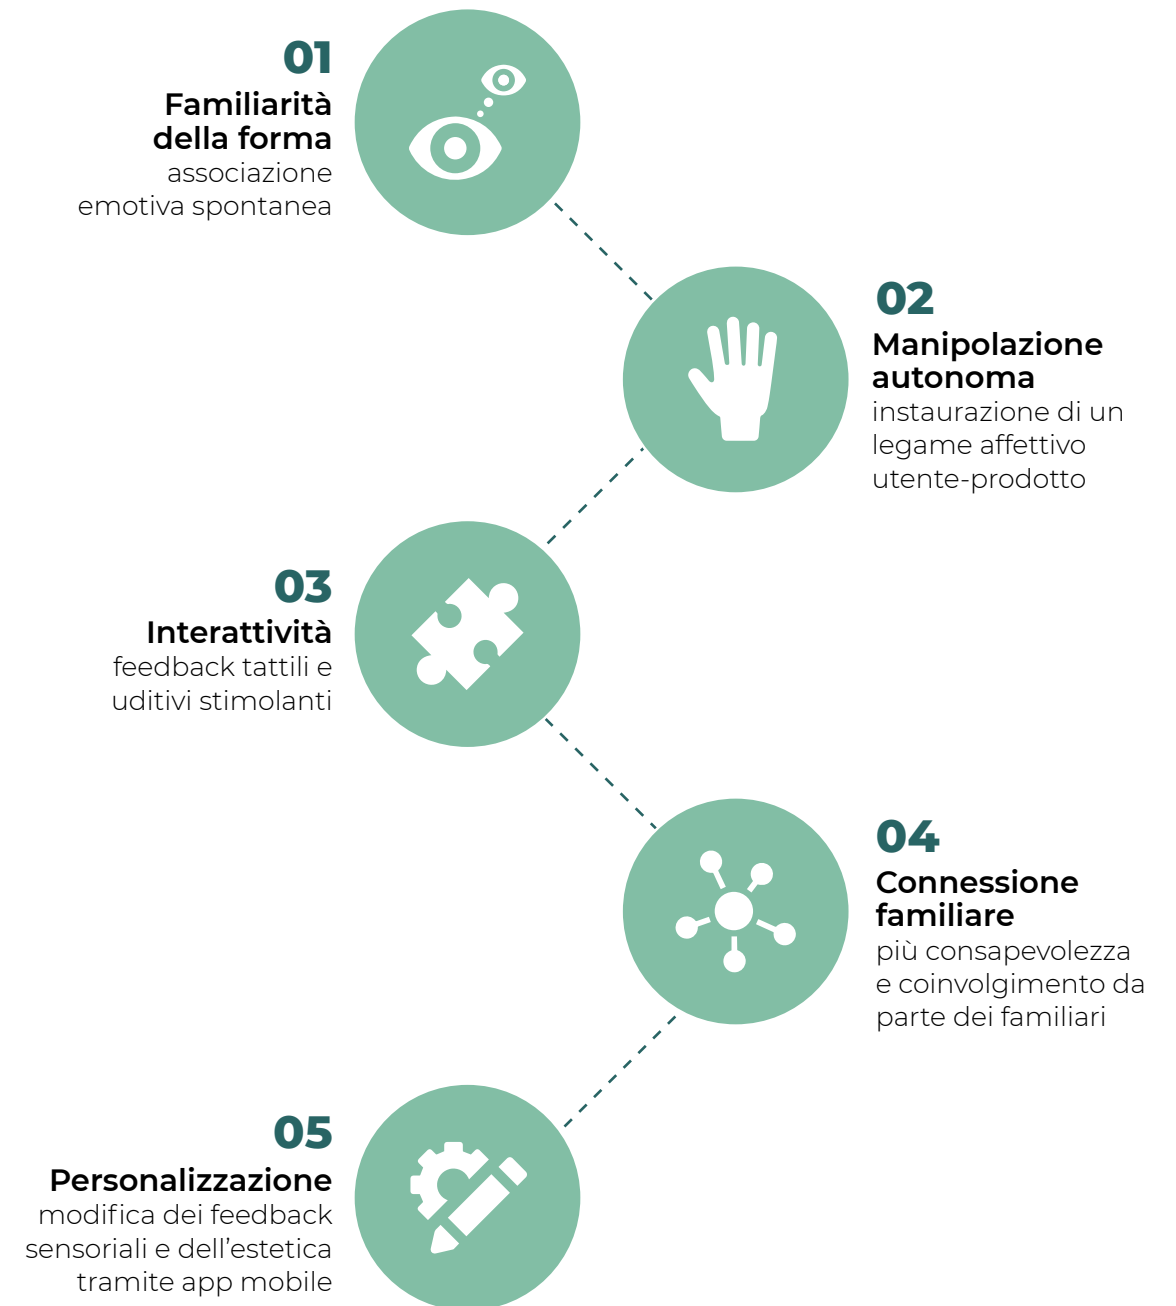 01
Familiarità
della forma
associazione
emotiva spontanea
02
Manipolazione
autonoma
instaurazione di un
legame affettivo
utente-prodotto
03
Interattività
feedback tattili e
uditivi stimolanti
04
Connessione
familiare
più consapevolezza
e coinvolgimento da
parte dei familiari
05
Personalizzazione
modifica dei feedback
sensoriali e dell’estetica
tramite app mobile